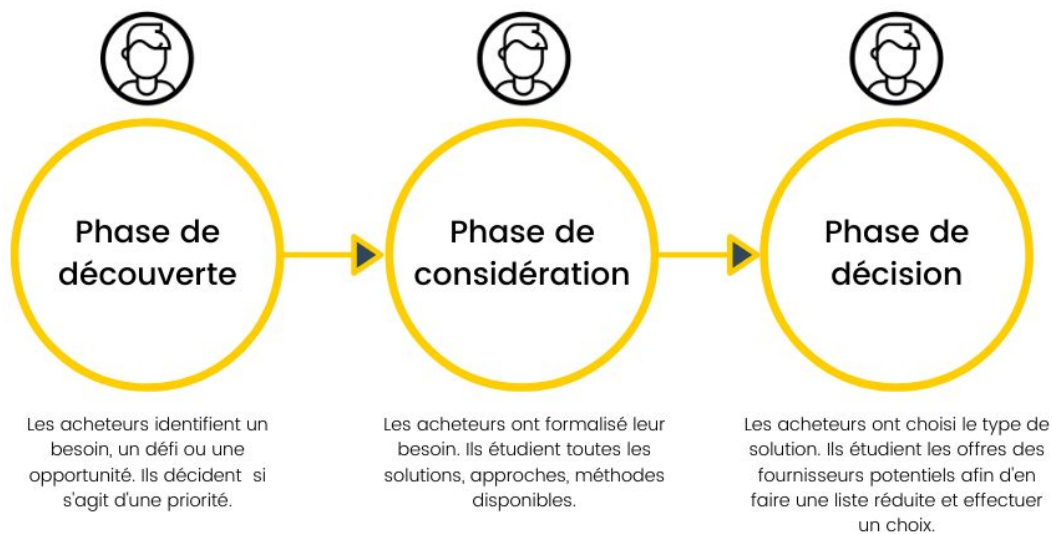 Phase de
découverte
Phase de
considération
Phase de
décision
Les acheteurs identifient un
besoin, un défi ou une
opportunité. Ils décident si
s'agit d'une priorité.
Les acheteurs ont formalisé leur
besoin. Ils étudient toutes les
solutions, approches, méthodes
disponibles.
Les acheteurs ont choisi le type de
solution. Ils étudient les offres des
fournisseurs potentiels afin d'en
faire une liste réduite et effectuer
un choix.